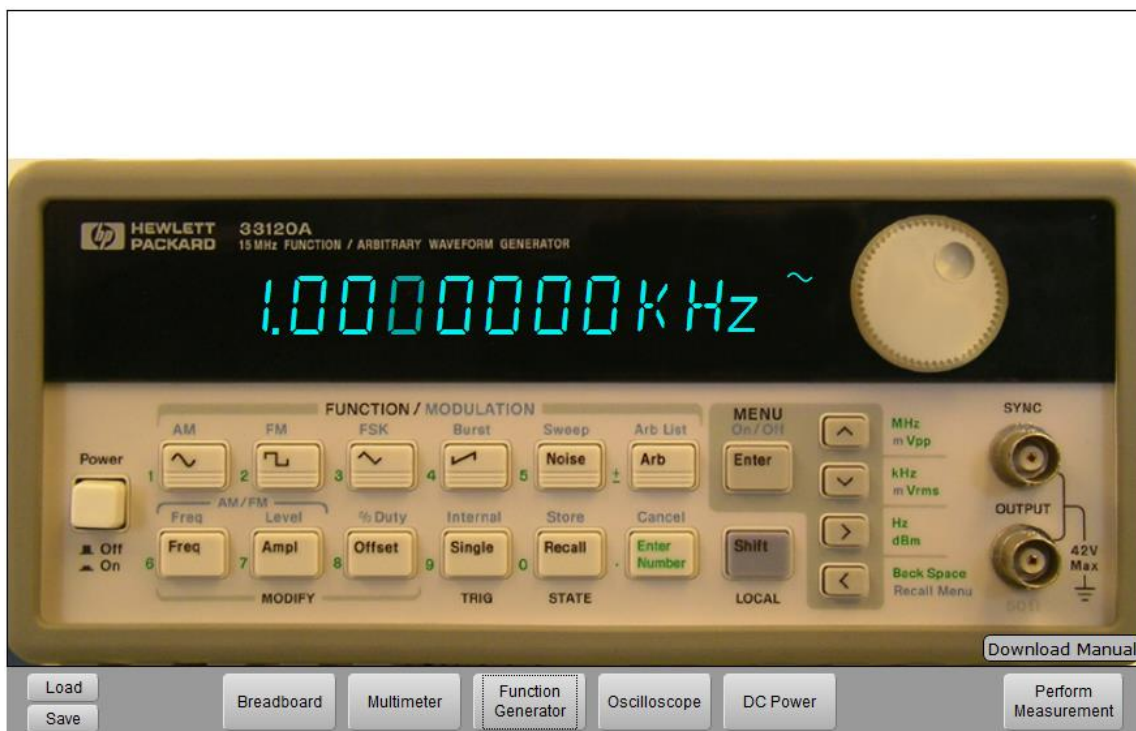 hp HEWLETT PACKARD
33120A
15 MHz FUNCTION / ARBITRARY WAVEFORM GENERATOR
1.0000000KHz
FUNCTION / MODULATION
AM FM FSK Burst Sweep Arb List
1 2 3 4 5 Noise ± Arb
AM/FM
Freq Level % Duty Internal Store Cancel
6 Freq 7 Ampl 8 Offset 9 Single 0 Recall . Enter Number
MODIFY TRIG STATE
Power
Off
On
MENU
On/Off
Enter
Shift
LOCAL
MHz
m Vpp
kHz
m Vrms
Hz
dBm
Back Space
Recall Menu
SYNC
OUTPUT
42V
Max
50Ω
Download Manual
Load
Save
Breadboard
Multimeter
Function
Generator
Oscilloscope
DC Power
Perform
Measurement